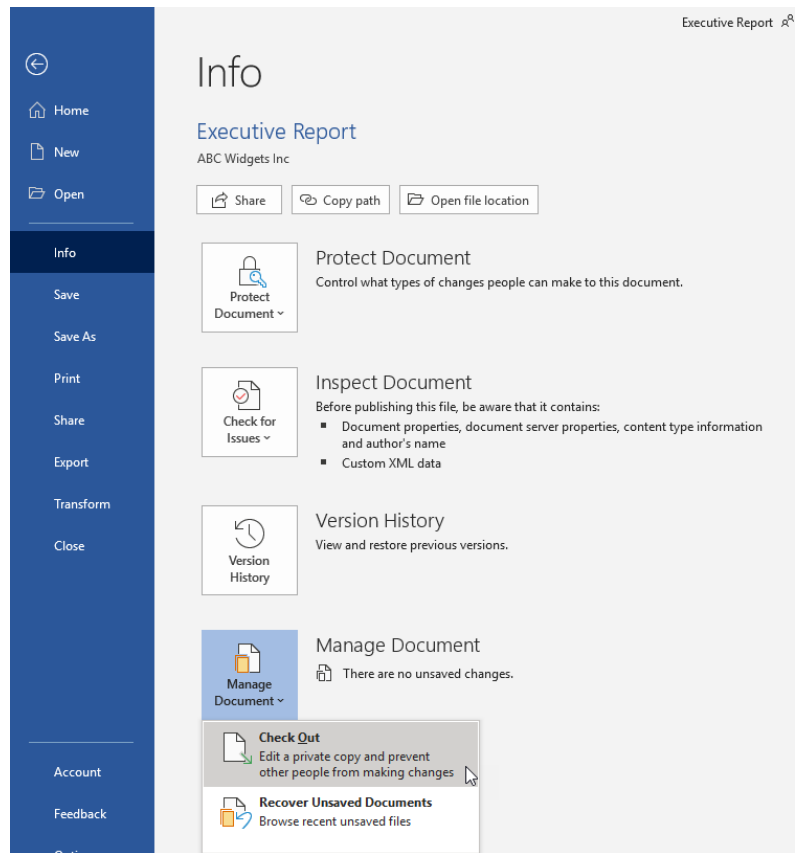 Executive Report
Info
Home
New
Open
Info
Save
Save As
Print
Share
Export
Transform
Close
Account
Feedback
Executive Report
ABC Widgets Inc
Share
Copy path
Open file location
Protect
Document
Protect Document
Control what types of changes people can make to this document.
Check for
Issues
Inspect Document
Before publishing this file, be aware that it contains:
Document properties, document server properties, content type information
and author's name
Custom XML data
Version
History
Version History
View and restore previous versions.
Manage
Document
Manage Document
There are no unsaved changes.
Check Out
Edit a private copy and prevent
other people from making changes
Recover Unsaved Documents
Browse recent unsaved files